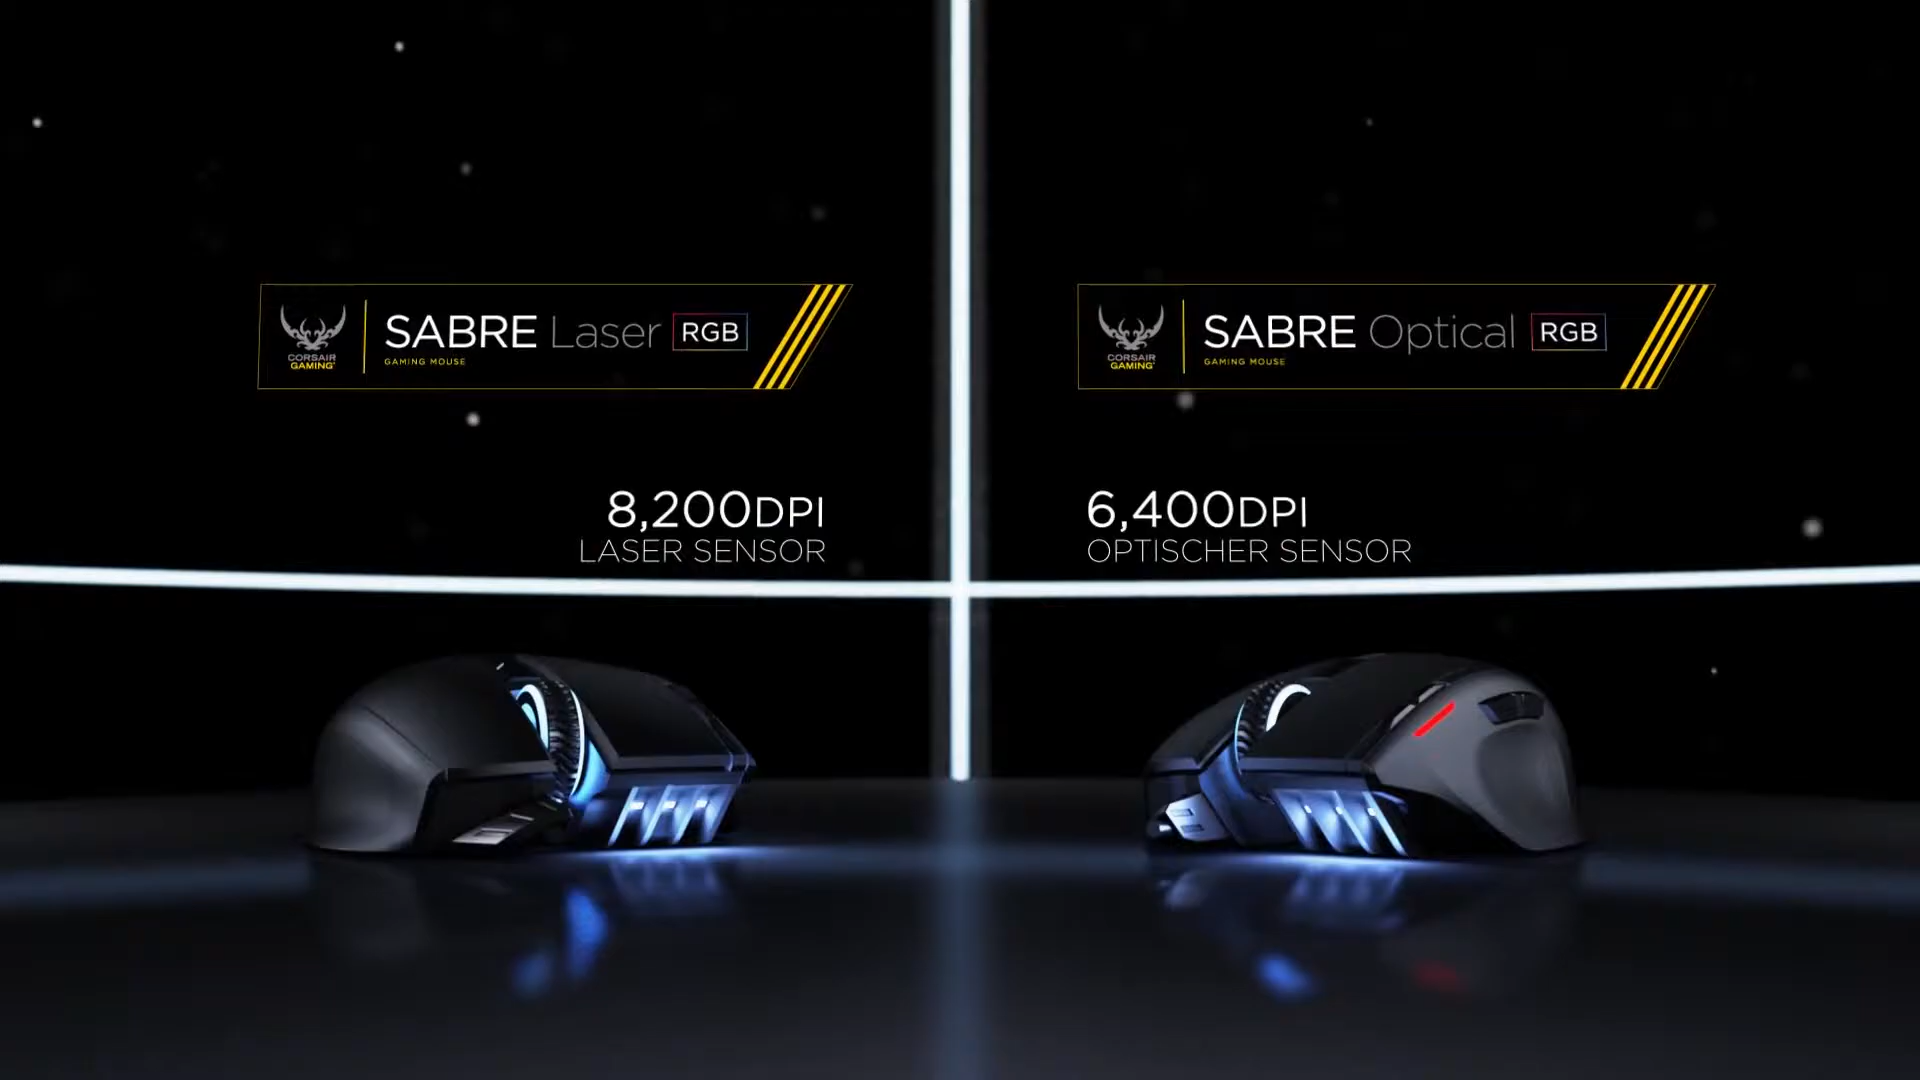 CORSAIR
GAMING
SABRE Laser RGB
GAMING MOUSE
8,200DPI
LASER SENSOR
CORSAIR
GAMING
SABRE Optical RGB
GAMING MOUSE
6,400DPI
OPTISCHER SENSOR